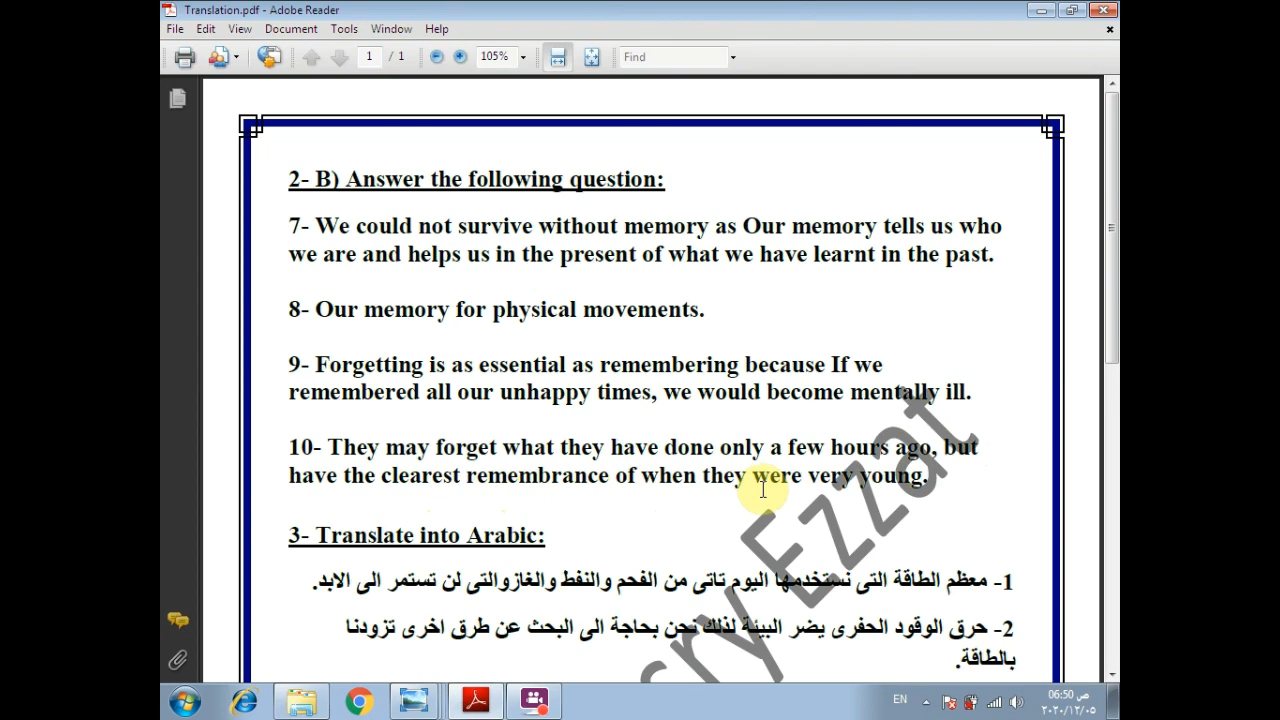 Translation.pdf - Adobe Reader
File Edit View Document Tools Window Help
1 / 1 105% Find
2- B) Answer the following question:
7- We could not survive without memory as Our memory tells us who
we are and helps us in the present of what we have learnt in the past.
8- Our memory for physical movements.
9- Forgetting is as essential as remembering because If we
remembered all our unhappy times, we would become mentally ill.
10- They may forget what they have done only a few hours ago, but
have the clearest remembrance of when they were very young.
3- Translate into Arabic:
1- معظم الطاقة التى نستخدمها اليوم تاتى من الفحم والنفط والغازوالتى لن تستمر الى الابد.
2- حرق الوقود الحفرى يضر البيئة لذلك نحن بحاجة الى البحث عن طرق اخرى تزودنا
بالطاقة.
sry Ezzat
EN
06:50 ص
٢٠٢٠/١٢/٠٥